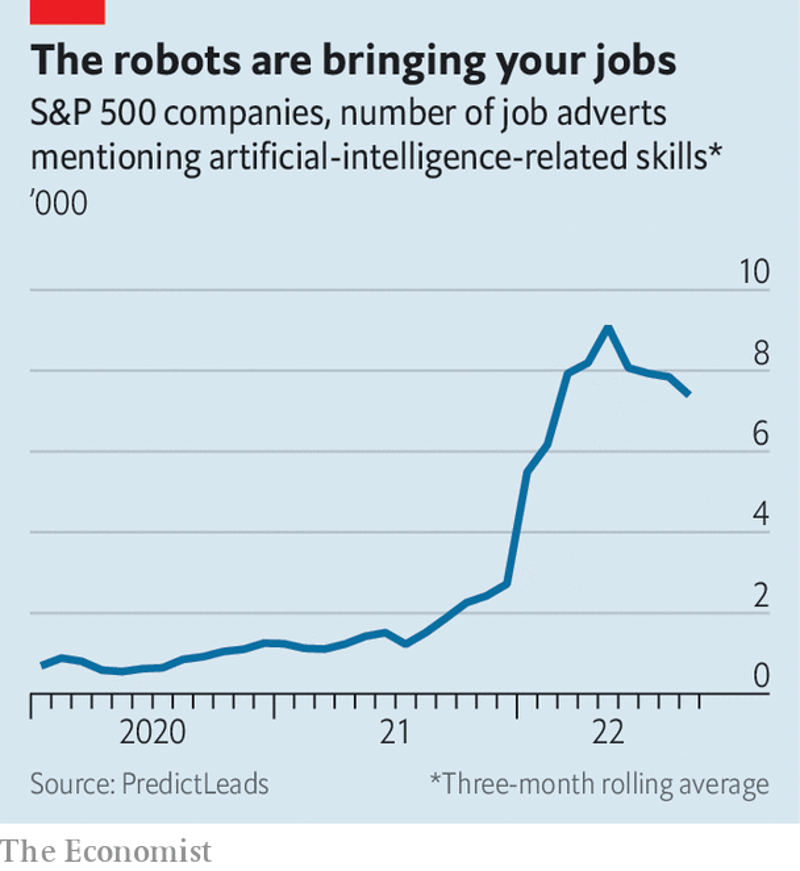 The robots are bringing your jobs
S&P 500 companies, number of job adverts
mentioning artificial-intelligence-related skills*
’000
10
8
6
4
2
0
2020 21 22
Source: PredictLeads *Three-month rolling average
The Economist